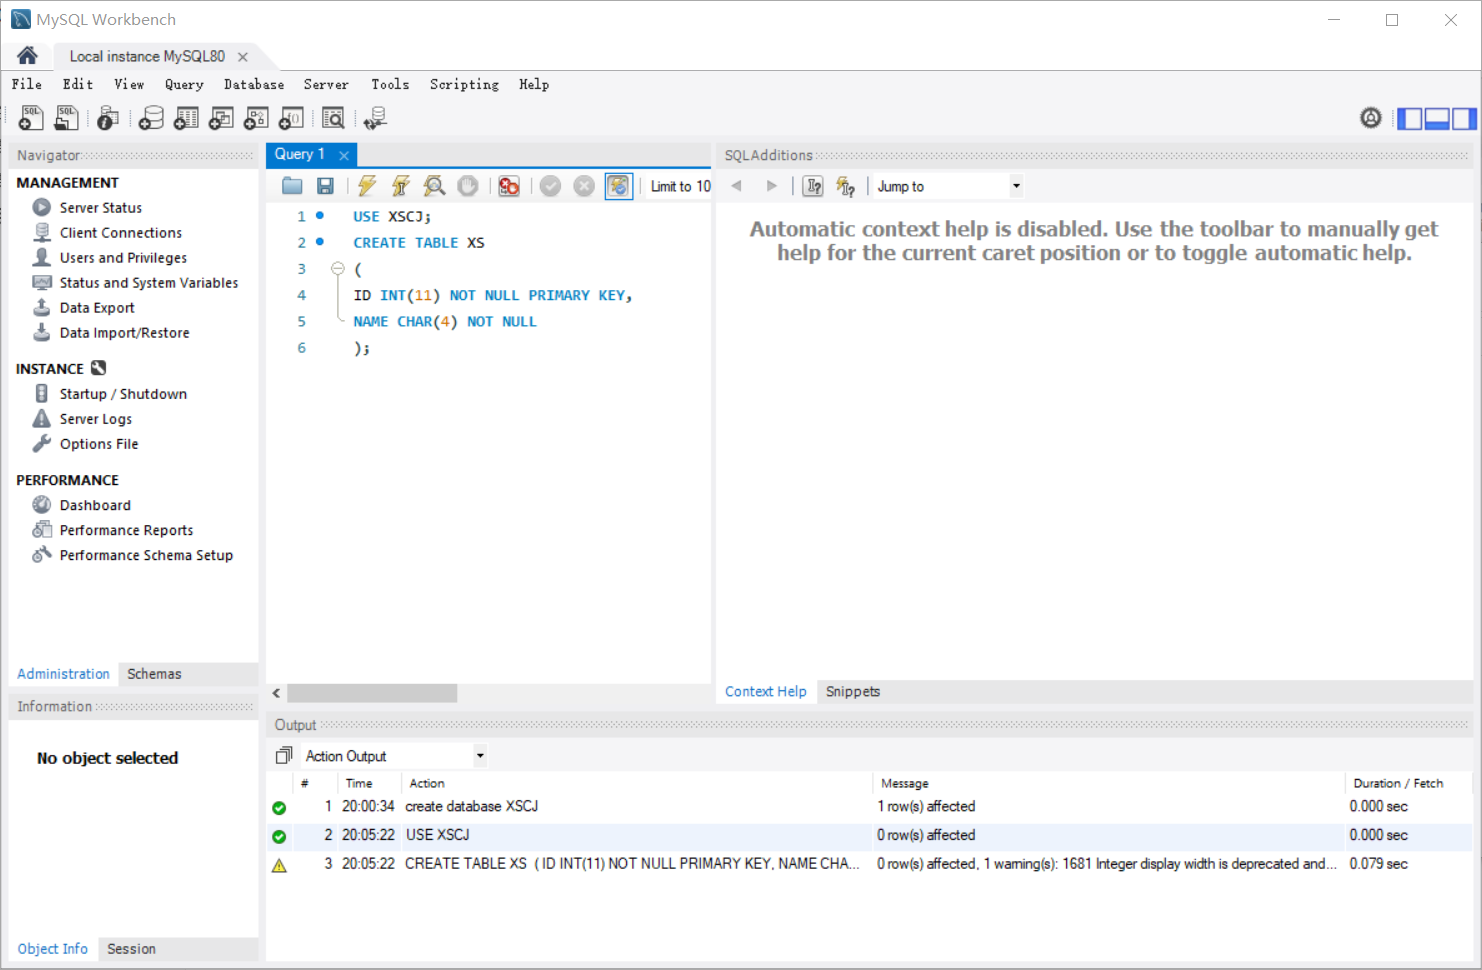 MySQL Workbench
Local instance MySQL80
File Edit View Query Database Server Tools Scripting Help
Navigator
MANAGEMENT
Server Status
Client Connections
Users and Privileges
Status and System Variables
Data Export
Data Import/Restore
INSTANCE
Startup / Shutdown
Server Logs
Options File
PERFORMANCE
Dashboard
Performance Reports
Performance Schema Setup
Administration Schemas
Information
No object selected
Object Info Session
Query 1
Limit to 10
1 USE XSCJ;
2 CREATE TABLE XS
3 (
4 ID INT(11) NOT NULL PRIMARY KEY,
5 NAME CHAR(4) NOT NULL
6 );
SQLAdditions
Jump to
Automatic context help is disabled. Use the toolbar to manually get
help for the current caret position or to toggle automatic help.
Context Help Snippets
Output
Action Output
# Time Action Message Duration / Fetch
1 20:00:34 create database XSCJ 1 row(s) affected 0.000 sec
2 20:05:22 USE XSCJ 0 row(s) affected 0.000 sec
3 20:05:22 CREATE TABLE XS ( ID INT(11) NOT NULL PRIMARY KEY, NAME CHA... 0 row(s) affected, 1 warning(s): 1681 Integer display width is deprecated and... 0.079 sec